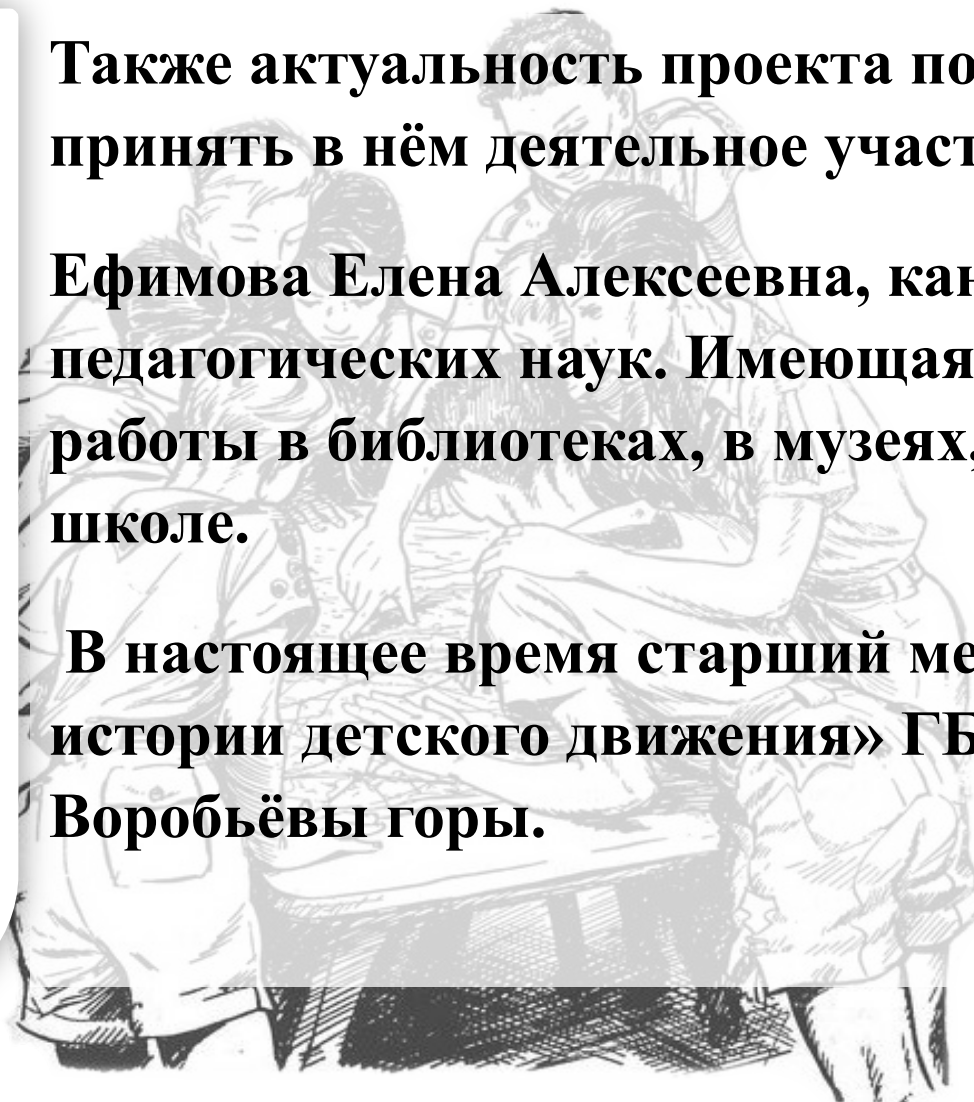 Также актуальность проекта по
принять в нём деятельное участ
Ефимова Елена Алексеевна, кан
педагогических наук. Имеющая
работы в библиотеках, в музеях,
школе.
В настоящее время старший ме
истории детского движения» ГБ
Воробьёвы горы.